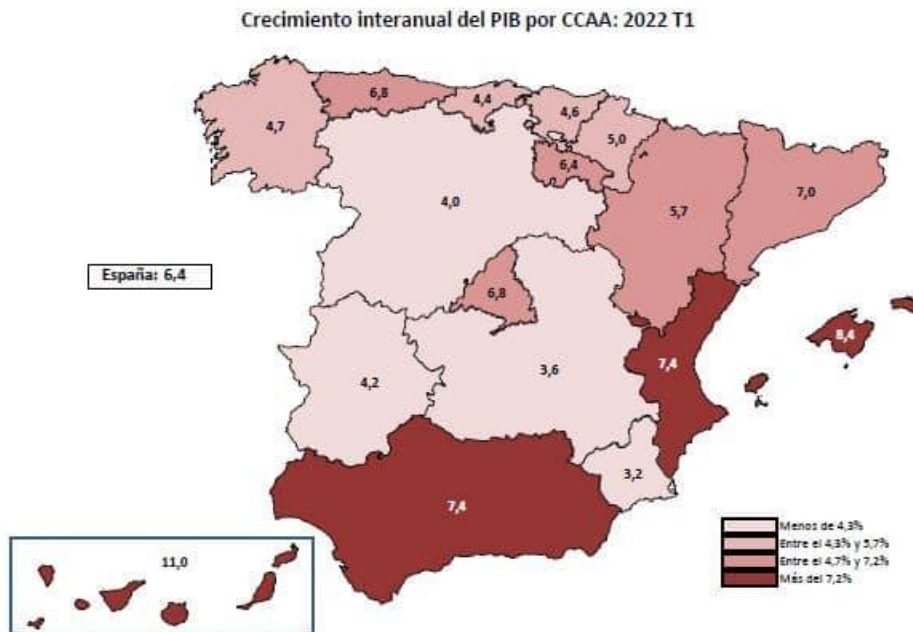 Crecimiento interanual del PIB por CCAA: 2022 T1
6,8
4,4
4,6
4,7
5,0
6,4
7,0
4,0
5,7
España: 6,4
6,8
8,4
7,4
4,2
3,6
3,2
7,4
11,0
Menos de 4,3%
Entre el 4,3% y 5,7%
Entre el 4,7% y 7,2%
Más del 7,2%